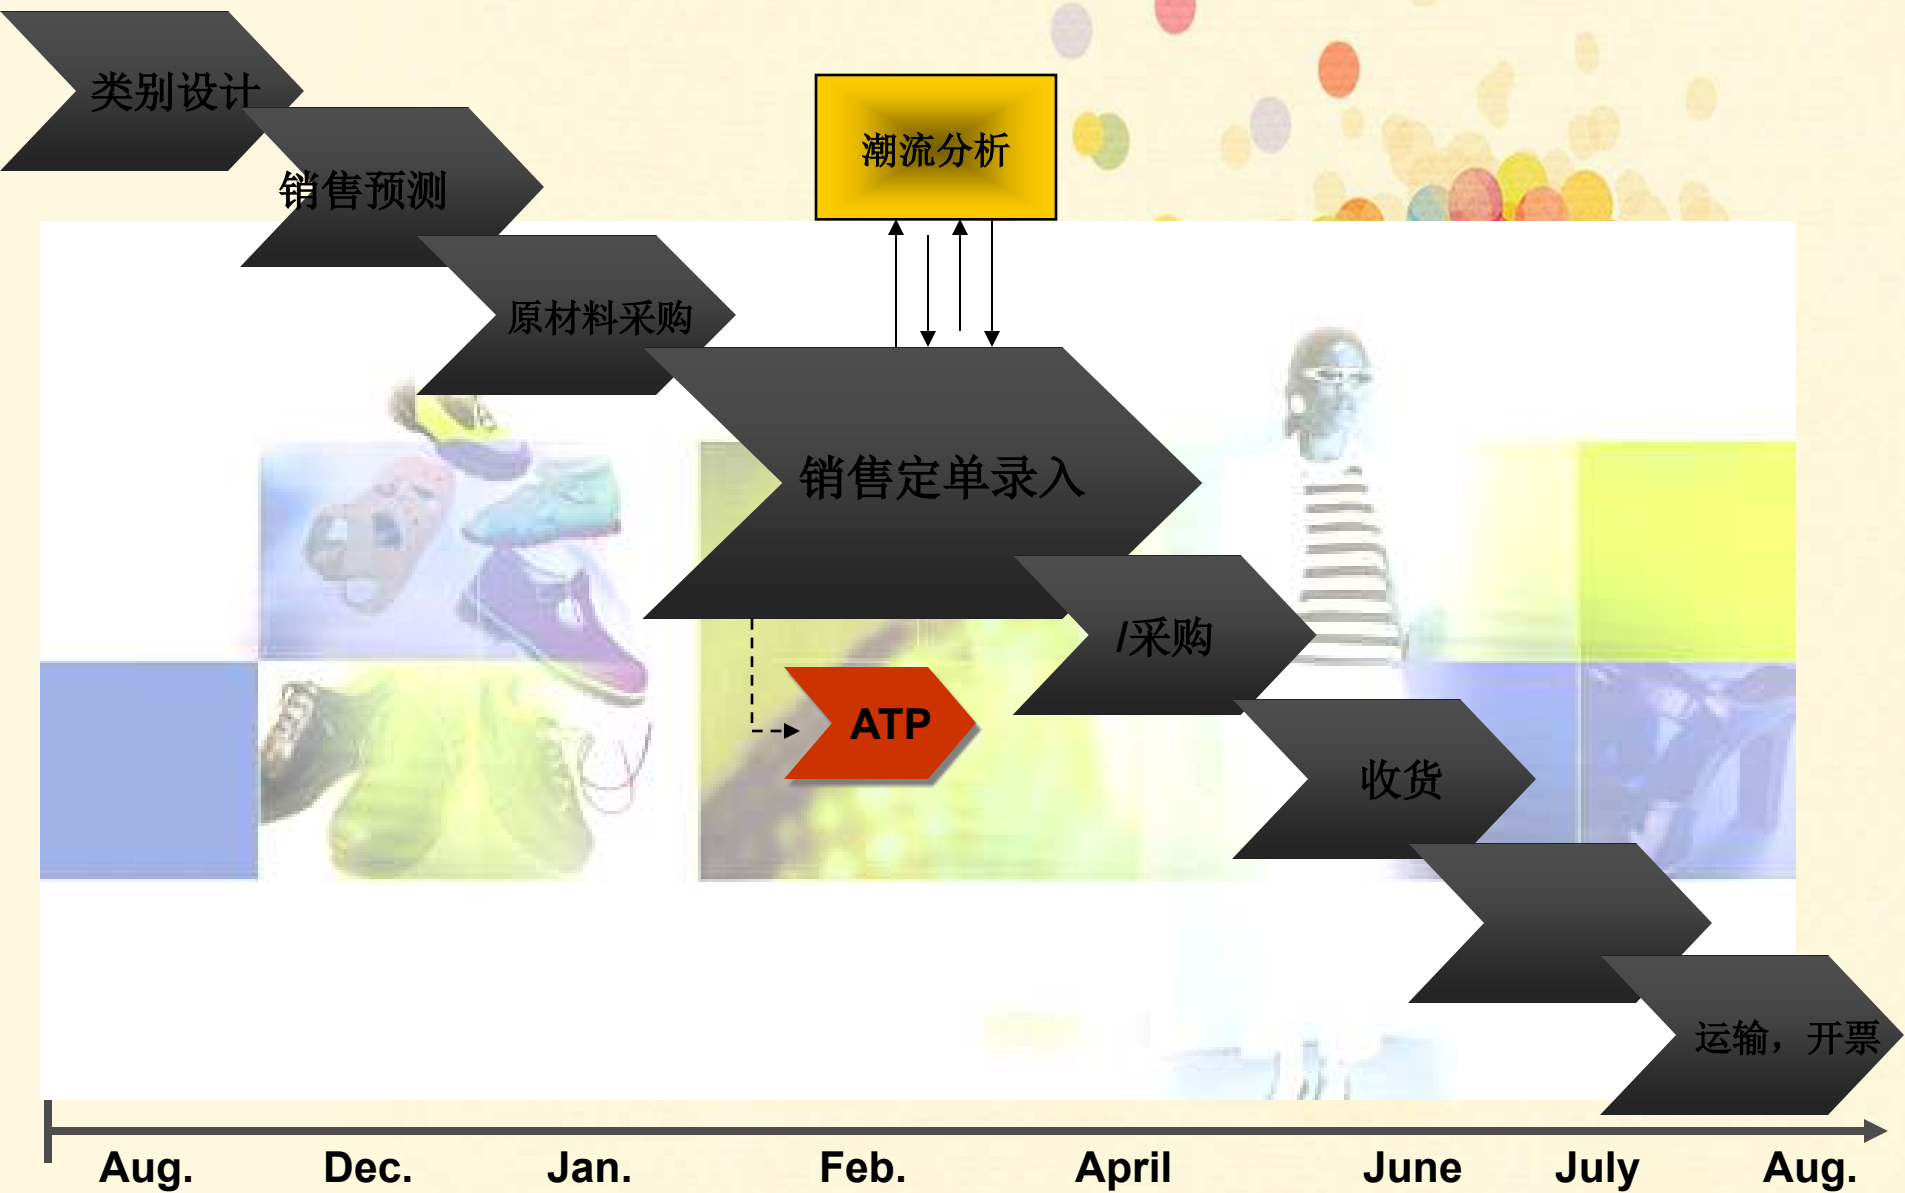 类别设计
销售预测
潮流分析
原材料采购
销售定单录入
/采购
ATP
收货
运输，开票
Aug. Dec. Jan. Feb. April June July Aug.